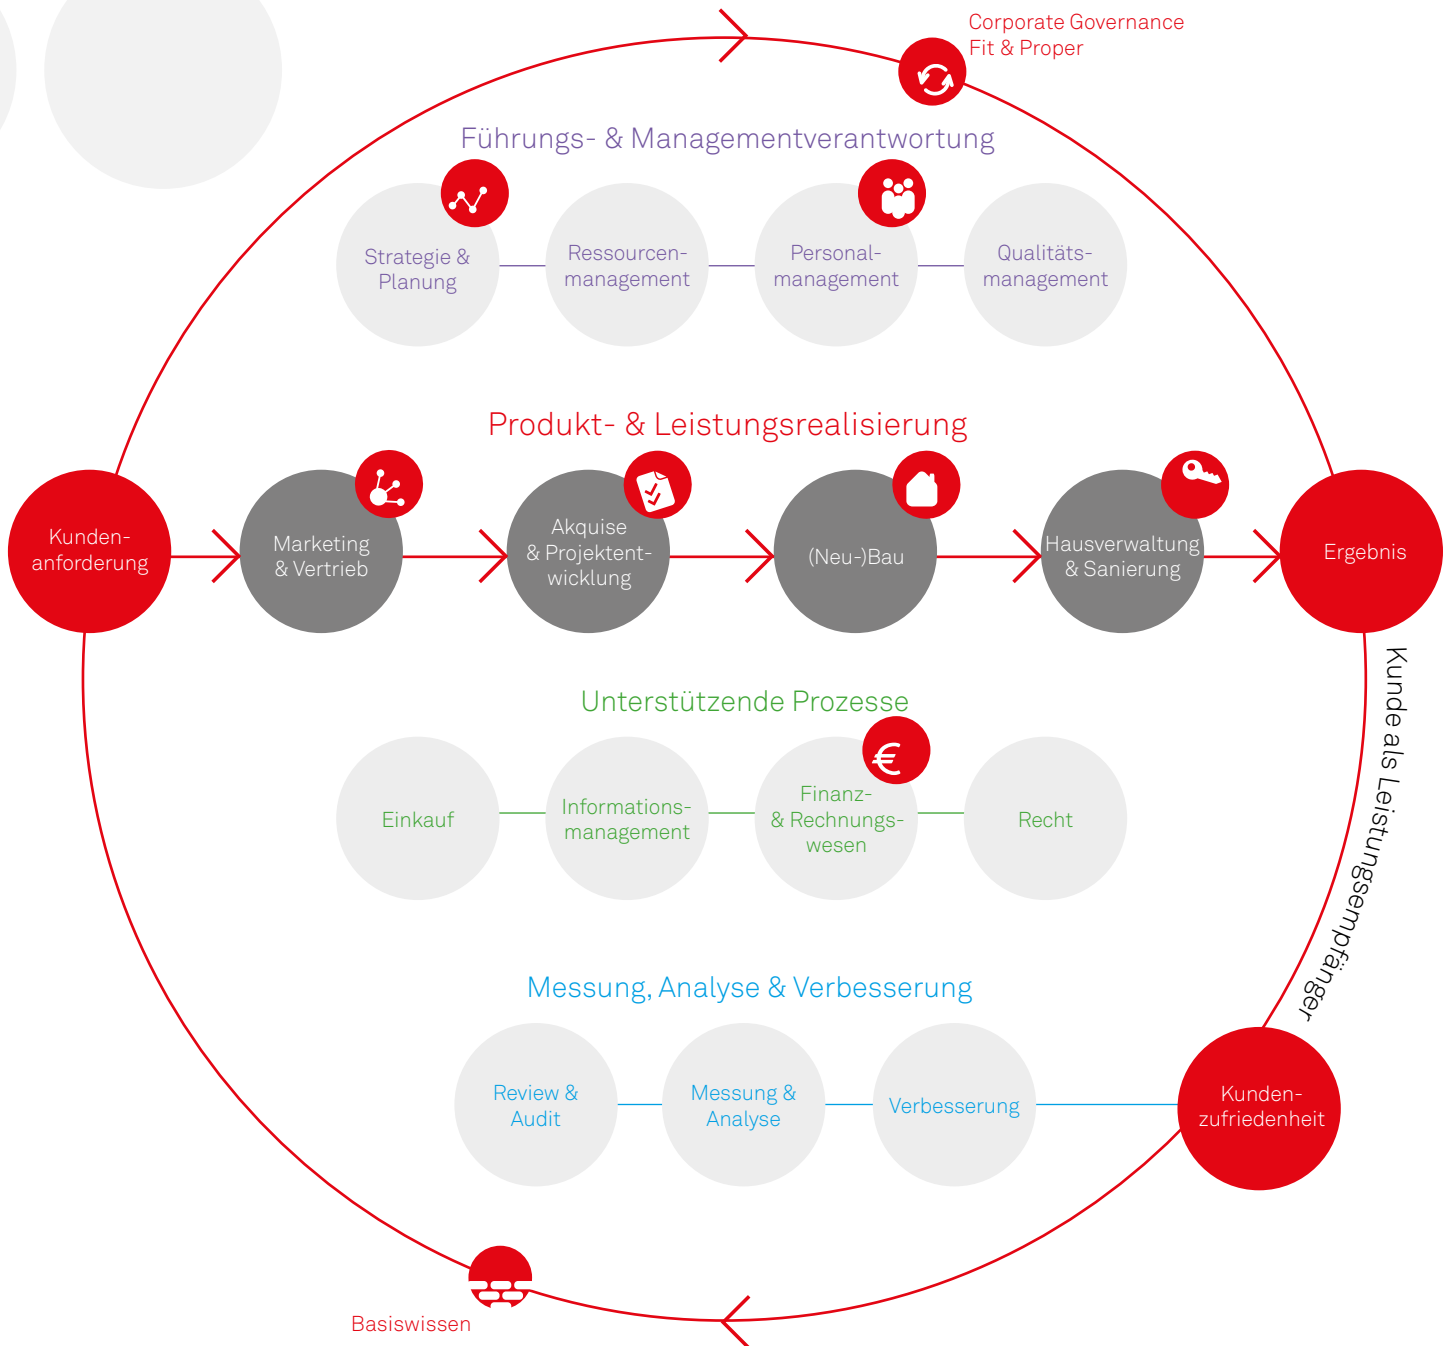 Corporate Governance
Fit & Proper
Führungs- & Managementverantwortung
Strategie &
Planung
Ressourcen-
management
Personal-
management
Qualitäts-
management
Produkt- & Leistungsrealisierung
Kunden-
anforderung
Marketing
& Vertrieb
Akquise
& Projektent-
wicklung
(Neu-)Bau
Hausverwaltung
& Sanierung
Ergebnis
Kunde als Leistungsempfänger
Unterstützende Prozesse
Einkauf
Informations-
management
€
Finanz-
& Rechnungs-
wesen
Recht
Messung, Analyse & Verbesserung
Review &
Audit
Messung &
Analyse
Verbesserung
Kunden-
zufriedenheit
Basiswissen